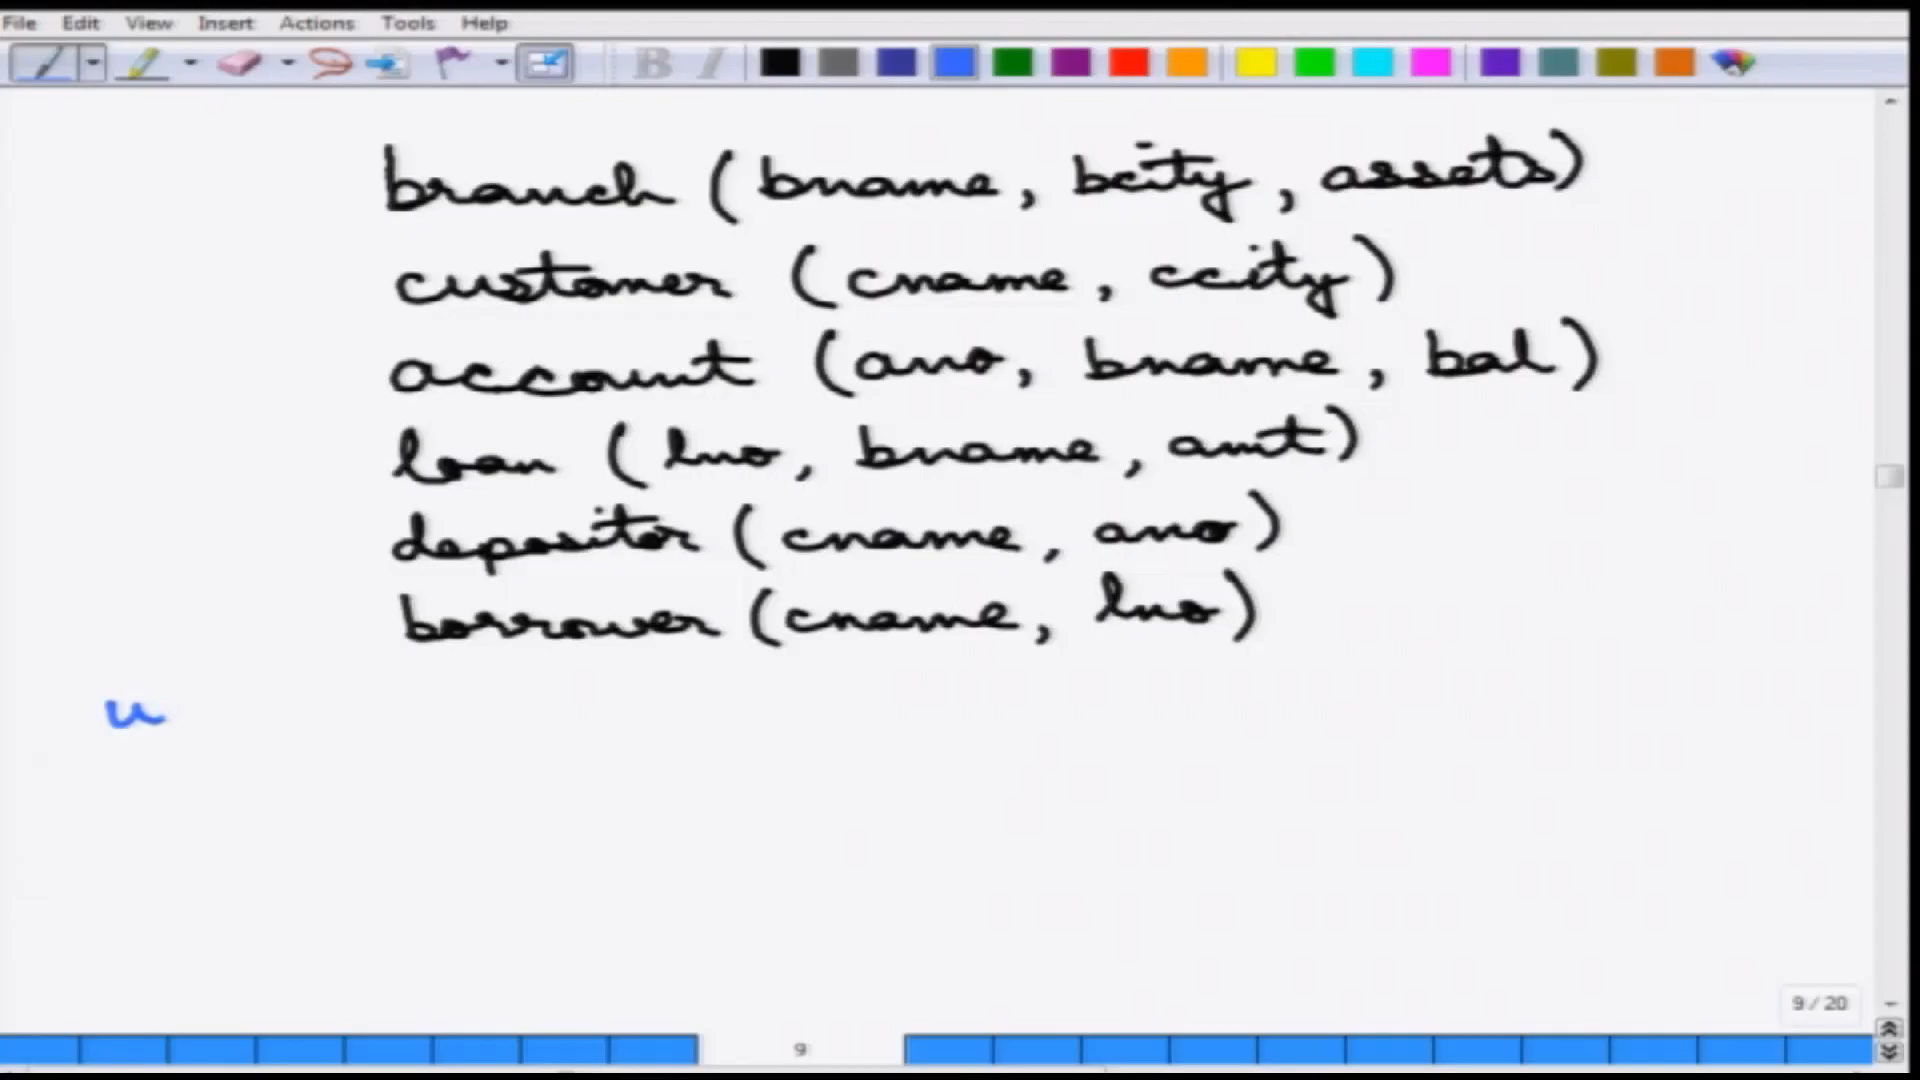 File Edit View Insert Actions Tools Help
B I
branch (bname, bcity, assets)
customer (cname, ccity)
account (ano, bname, bal)
loan (lno, bname, amt)
depositor (cname, ano)
borrower (cname, lno)
u
9 / 20
9